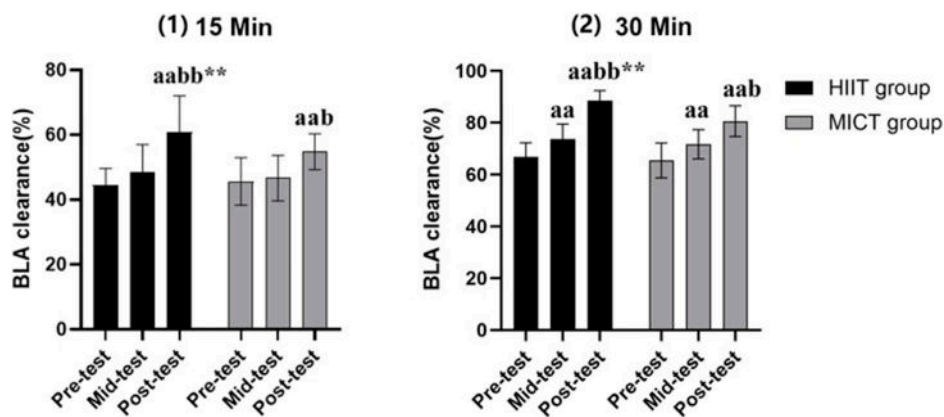 (1) 15 Min
BLA clearance(%)
80
60
40
20
0
aabb**
aab
Pre-test
Mid-test
Post-test
Pre-test
Mid-test
Post-test
(2) 30 Min
BLA clearance(%)
100
80
60
40
20
0
aa
aabb**
aa
aab
Pre-test
Mid-test
Post-test
Pre-test
Mid-test
Post-test
HIIT group
MICT group